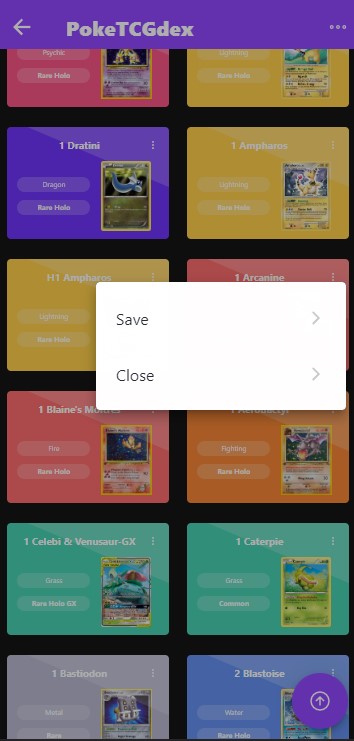 PokeTCGdex
Psychic
Lightning
Rare Holo
Rare Holo
1 Dratini
1 Ampharos
Dragon
Lightning
Rare Holo
Rare Holo
H1 Ampharos
1 Arcanine
Lightning
Rare Holo
Save
Close
1 Blaine's Moltres
1 Aerodactyl
Fire
Fighting
Rare Holo
Rare Holo
1 Celebi & Venusaur-GX
1 Caterpie
Grass
Grass
Rare Holo GX
Common
1 Bastiodon
2 Blastoise
Metal
Water
Rare